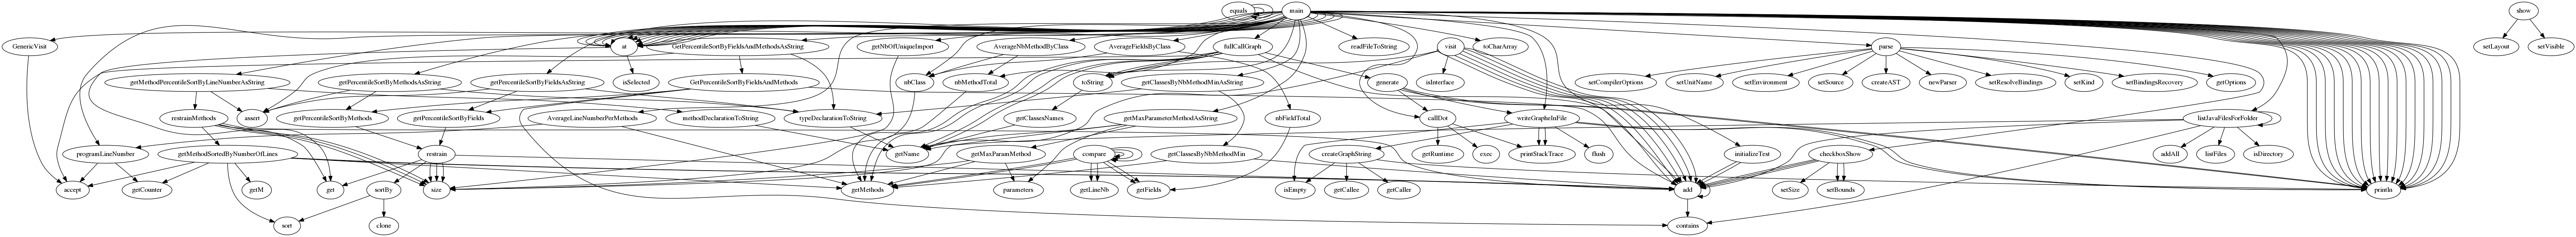 equals
main
show
GenericVisit
at
GetPercentileSortByFieldsAndMethodsAsString
getNbOfUniqueImport
AverageNbMethodByClass
AverageFieldsByClass
fullCallGraph
readFileToString
visit
toCharArray
parse
setLayout
setVisible
getMethodPercentileSortByLineNumberAsString
getPercentileSortByMethodsAsString
getPercentileSortByFieldsAsString
isSelected
GetPercentileSortByFieldsAndMethods
nbClass
nbMethodTotal
toString
getClassesByNbMethodMinAsString
generate
isInterface
setCompilerOptions
setUnitName
setEnvironment
setSource
createAST
newParser
setResolveBindings
setKind
setBindingsRecovery
getOptions
restrainMethods
assert
getPercentileSortByMethods
getPercentileSortByFields
AverageLineNumberPerMethods
methodDeclarationToString
typeDeclarationToString
getClassesNames
getMaxParameterMethodAsString
nbFieldTotal
callDot
writeGrapheInFile
listJavaFilesForFolder
programLineNumber
getMethodSortedByNumberOfLines
restrain
getName
getMaxParamMethod
compare
getClassesByNbMethodMin
createGraphString
getRuntime
exec
printStackTrace
flush
initializeTest
checkboxShow
addAll
listFiles
isDirectory
accept
getCounter
getM
get
sortBy
size
getMethods
parameters
getLineNb
getFields
isEmpty
getCallee
getCaller
add
setSize
setBounds
println
sort
clone
contains